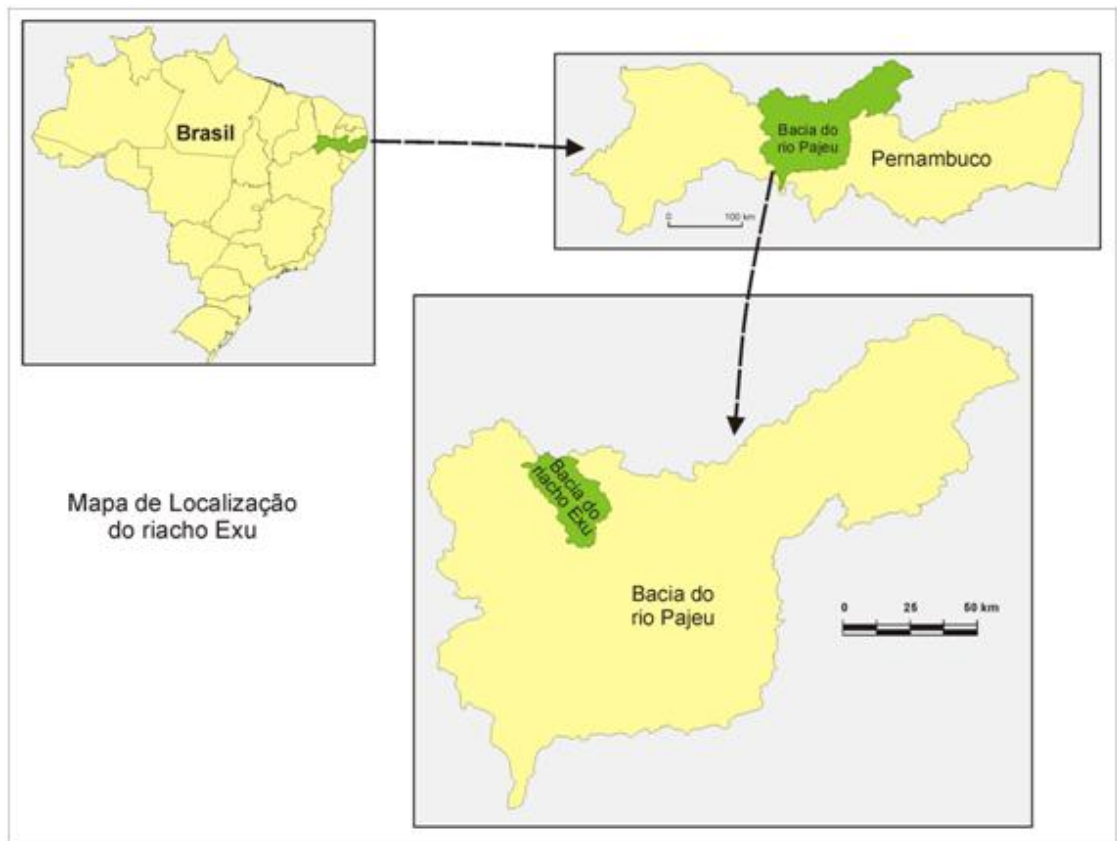 Brasil
Bacia do
rio Pajeu
Pernambuco
0 100 km
Bacia do
riacho Exu
Mapa de Localização
do riacho Exu
Bacia do
rio Pajeu
0 25 50 km